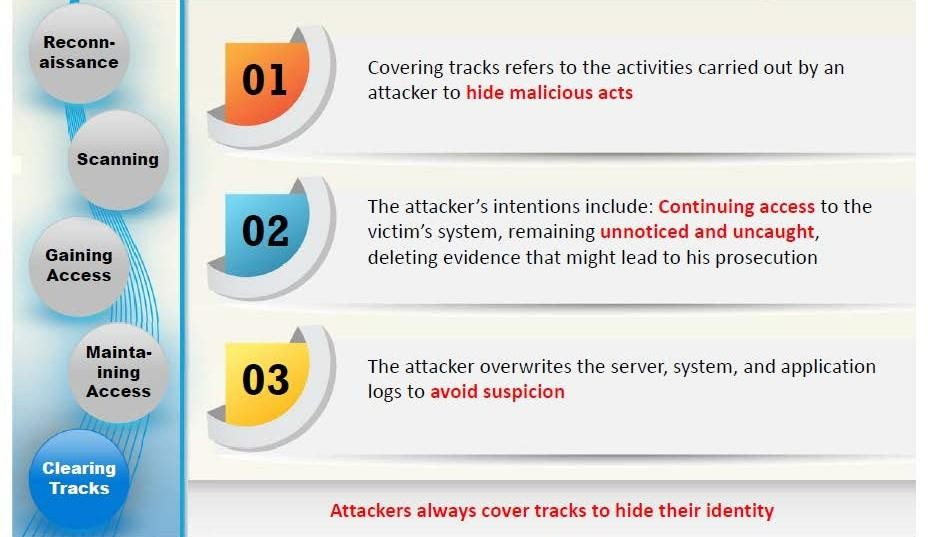 Reconn-
aissance
Scanning
Gaining
Access
Mainta-
ining
Access
Clearing
Tracks
01
Covering tracks refers to the activities carried out by an
attacker to hide malicious acts
02
The attacker’s intentions include: Continuing access to the
victim’s system, remaining unnoticed and uncaught,
deleting evidence that might lead to his prosecution
03
The attacker overwrites the server, system, and application
logs to avoid suspicion
Attackers always cover tracks to hide their identity